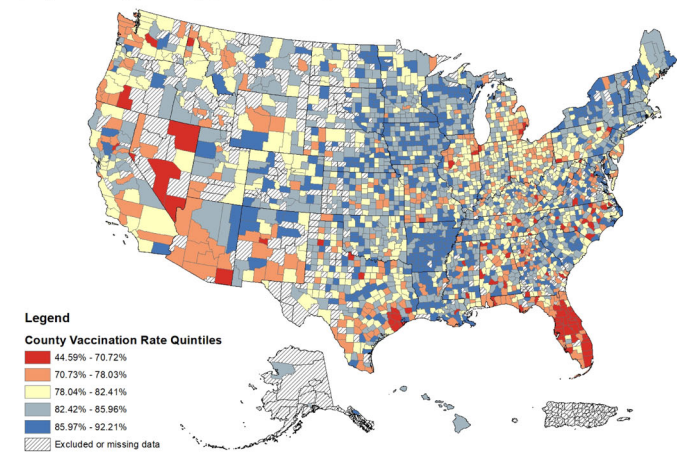 Legend
County Vaccination Rate Quintiles
44.59% - 70.72%
70.73% - 78.03%
78.04% - 82.41%
82.42% - 85.96%
85.97% - 92.21%
Excluded or missing data